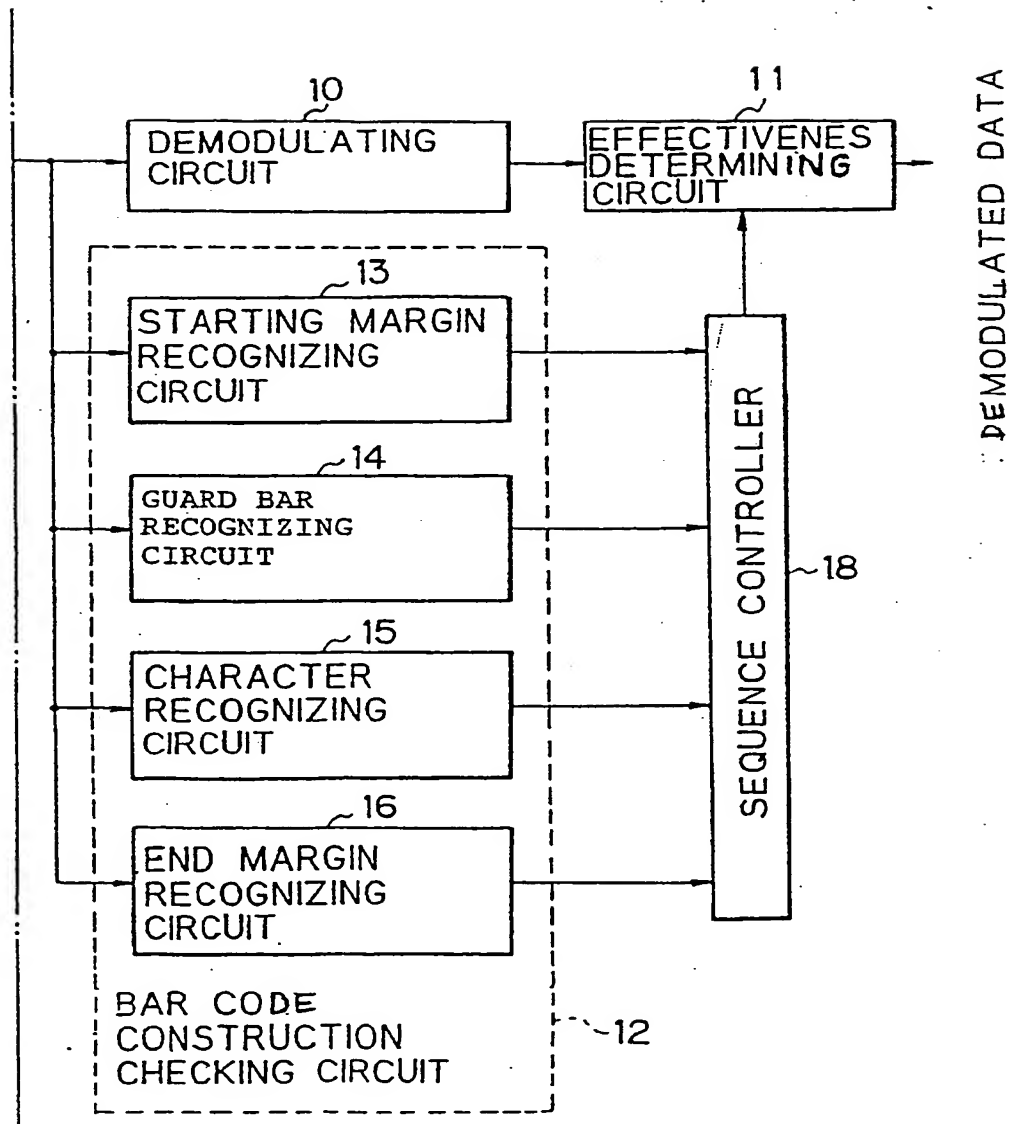 10
DEMODULATING
CIRCUIT
11
EFFECTIVENES
DETERMINING
CIRCUIT
: DEMODULATED DATA
13
STARTING MARGIN
RECOGNIZING
CIRCUIT
14
GUARD BAR
RECOGNIZING
CIRCUIT
15
CHARACTER
RECOGNIZING
CIRCUIT
16
END MARGIN
RECOGNIZING
CIRCUIT
SEQUENCE CONTROLLER
18
BAR CODE
CONSTRUCTION
CHECKING CIRCUIT
12